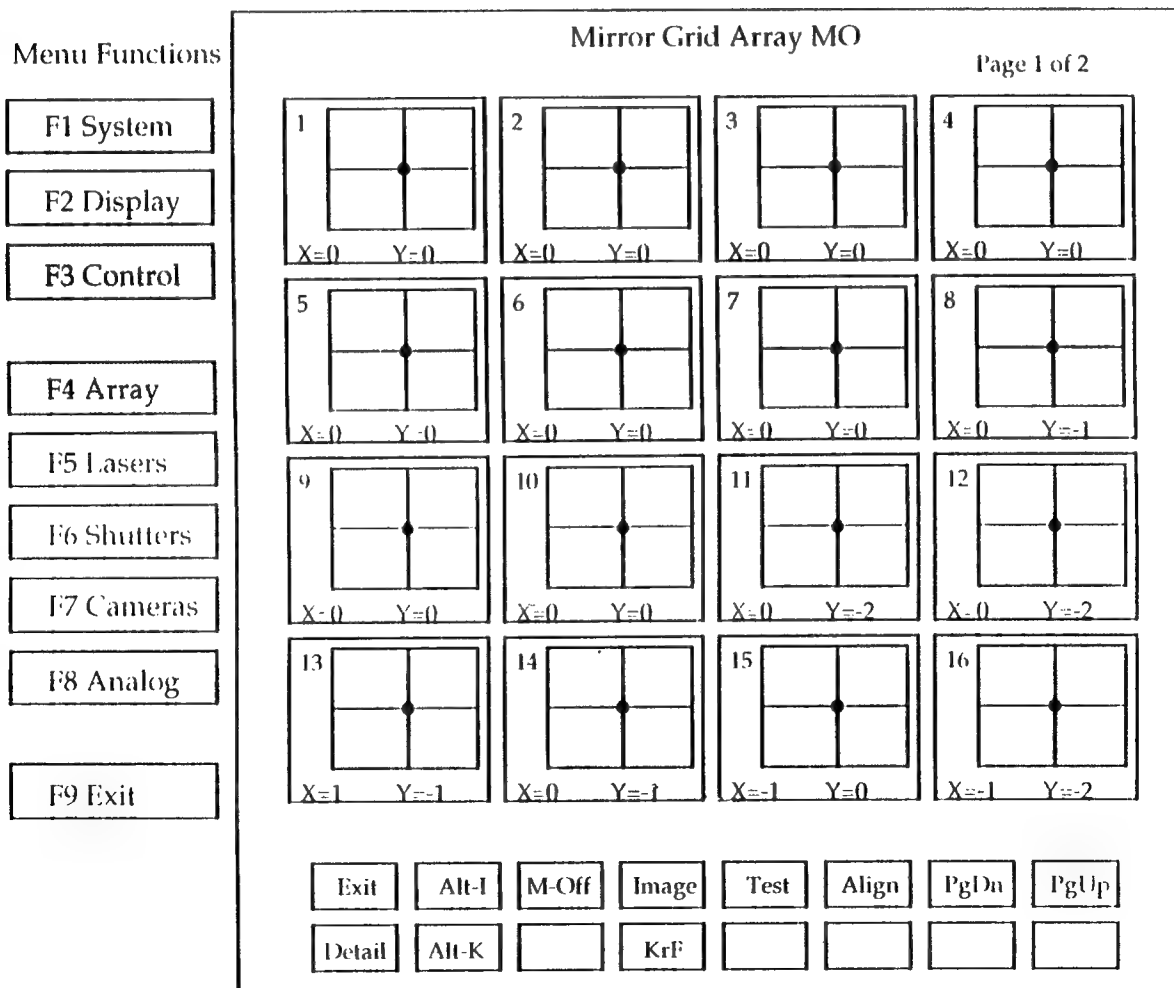 Mirror Grid Array MO
Page 1 of 2
Menu Functions
F1 System
F2 Display
F3 Control
F4 Array
F5 Lasers
F6 Shutters
F7 Cameras
F8 Analog
F9 Exit
1
X=0 Y=0
2
X=0 Y=0
3
X=0 Y=0
4
X=0 Y=0
5
X=0 Y=0
6
X=0 Y=0
7
X=0 Y=0
8
X=0 Y=-1
9
X=0 Y=0
10
X=0 Y=0
11
X=0 Y=-2
12
X=0 Y=-2
13
X=1 Y=-1
14
X=0 Y=-1
15
X=-1 Y=0
16
X=-1 Y=-2
Exit Alt-I M-Off Image Test Align PgDn PgUp
Detail Alt-K KrF